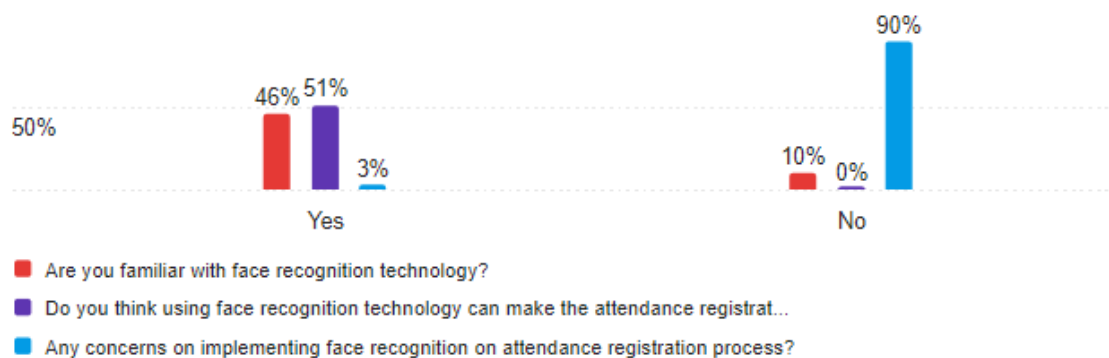 90%
46% 51%
50%
3%
10%
0%
Yes No
Are you familiar with face recognition technology?
Do you think using face recognition technology can make the attendance registrat...
Any concerns on implementing face recognition on attendance registration process?